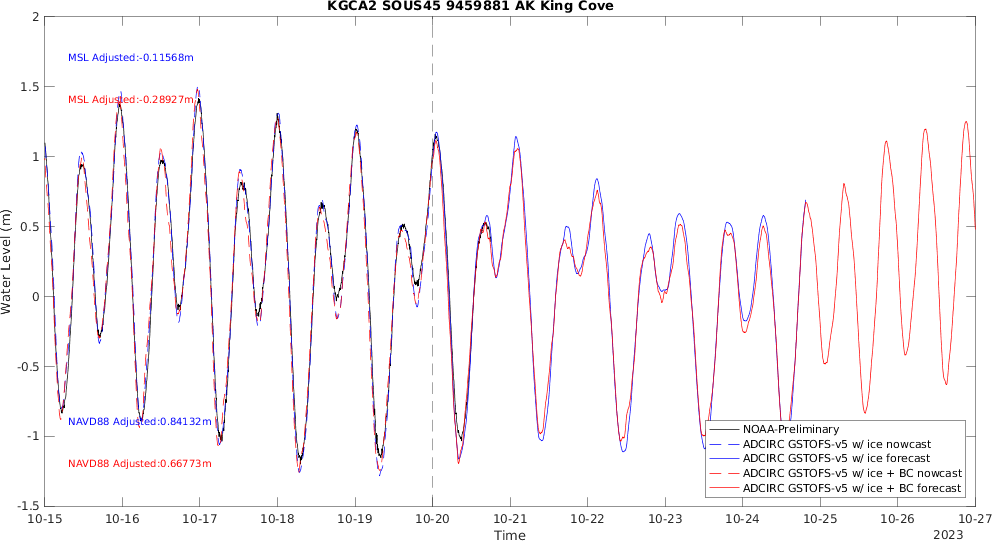 KGCA2 SOUS45 9459881 AK King Cove
2
1.5
1
0.5
0
-0.5
-1
-1.5
Water Level (m)
MSL Adjusted:-0.11568m
MSL Adjusted:-0.28927m
NAVD88 Adjusted:0.84132m
NAVD88 Adjusted:0.66773m
NOAA-Preliminary
ADCIRC GSTOFS-v5 w/ ice nowcast
ADCIRC GSTOFS-v5 w/ ice forecast
ADCIRC GSTOFS-v5 w/ ice + BC nowcast
ADCIRC GSTOFS-v5 w/ ice + BC forecast
10-15 10-16 10-17 10-18 10-19 10-20 10-21 10-22 10-23 10-24 10-25 10-26 10-27
Time
2023